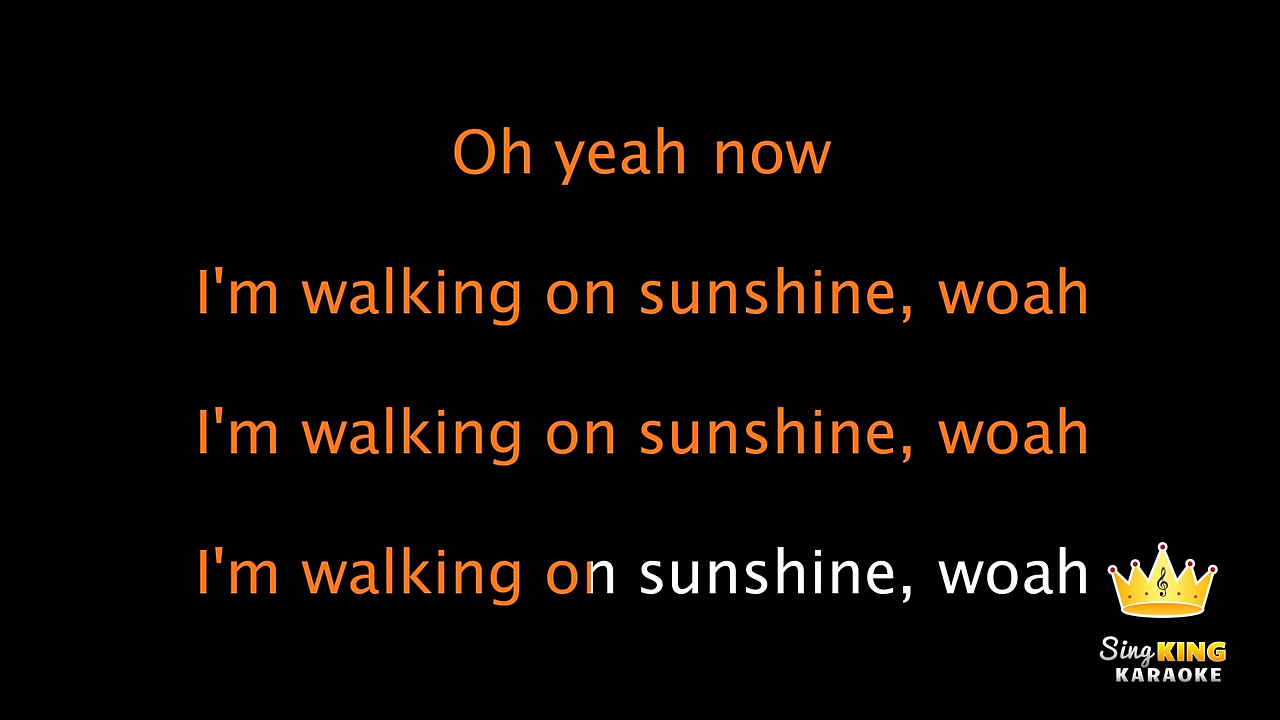 Oh yeah now
I'm walking on sunshine, woah
I'm walking on sunshine, woah
I'm walking on sunshine, woah
Sing KING
KARAOKE